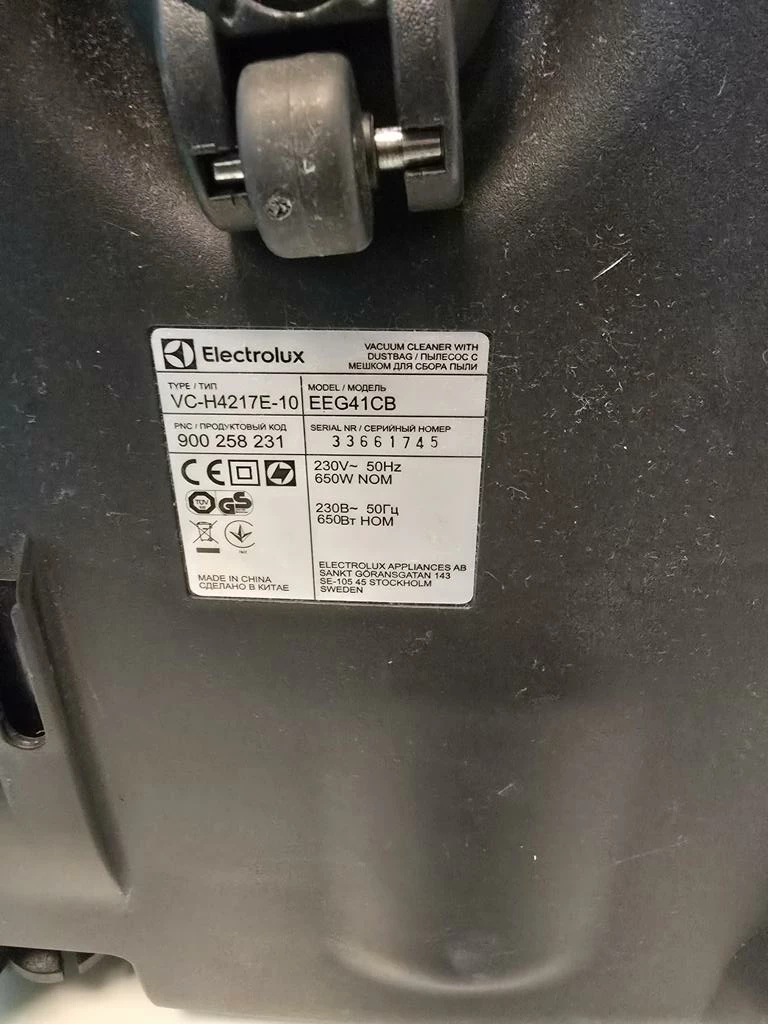 Electrolux
VACUUM CLEANER WITH
DUSTBAG / ПЫЛЕСОС С
МЕШКОМ ДЛЯ СБОРА ПЫЛИ
TYPE / ТИП
VC-H4217E-10
MODEL / МОДЕЛЬ
EEG41CB
PNC / ПРОДУКТОВЫЙ КОД
900 258 231
SERIAL NR / СЕРИЙНЫЙ НОМЕР
33661745
CE
TÜV
GS
230V~ 50Hz
650W NOM
230В~ 50Гц
650Вт НОМ
MADE IN CHINA
СДЕЛАНО В КИТАЕ
ELECTROLUX APPLIANCES AB
SANKT GÖRANSGATAN 143
SE-105 45 STOCKHOLM
SWEDEN